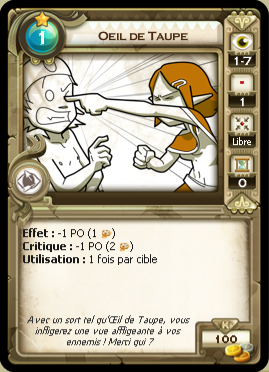 1
OEIL DE TAUPE
1-7
1
Libre
0
Effet : -1 PO (1)
Critique : -1 PO (2)
Utilisation : 1 fois par cible
Avec un sort tel qu'Œil de Taupe, vous
infligerez une vue affligeante à vos
ennemis ! Merci qui ?
KI
100